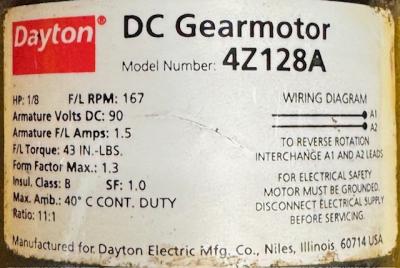 Dayton®
DC Gearmotor
Model Number: 4Z128A
HP: 1/8 F/L RPM: 167
Armature Volts DC: 90
Armature F/L Amps: 1.5
F/L Torque: 43 IN.-LBS.
Form Factor Max.: 1.3
Insul. Class: B SF: 1.0
Max. Amb.: 40° C CONT. DUTY
Ratio: 11:1
WIRING DIAGRAM
A1
A2
TO REVERSE ROTATION
INTERCHANGE A1 AND A2 LEADS
FOR ELECTRICAL SAFETY
MOTOR MUST BE GROUNDED.
DISCONNECT ELECTRICAL SUPPLY
BEFORE SERVICING.
Manufactured for Dayton Electric Mfg. Co., Niles, Illinois 60714 USA